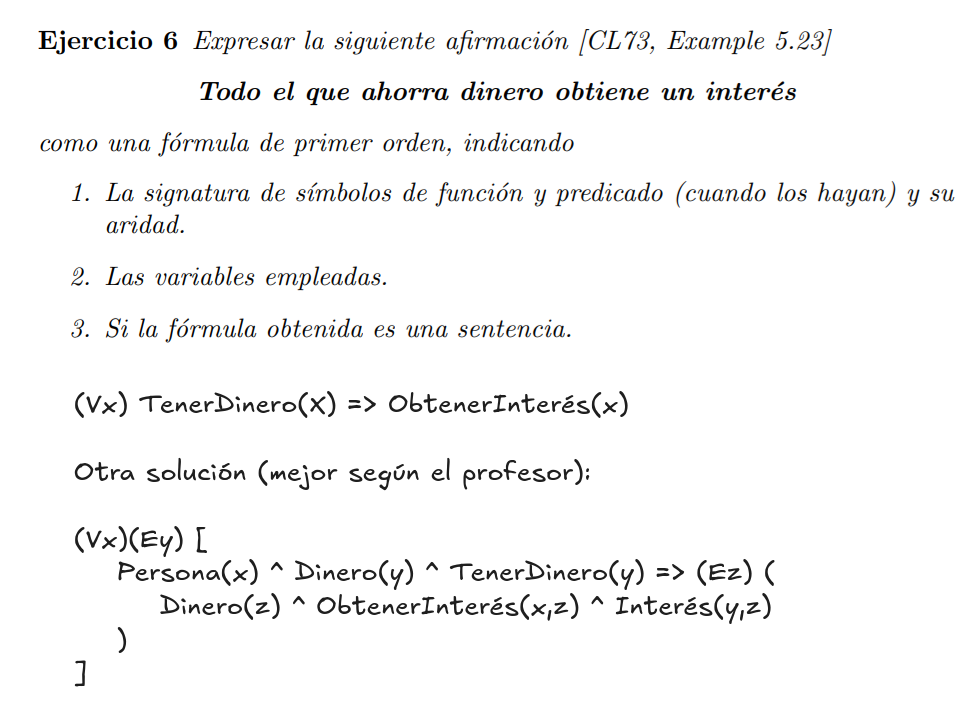 Ejercicio 6 Expresar la siguiente afirmación [CL73, Example 5.23]
Todo el que ahorra dinero obtiene un interés
como una fórmula de primer orden, indicando
1. La signatura de símbolos de función y predicado (cuando los hayan) y su
aridad.
2. Las variables empleadas.
3. Si la fórmula obtenida es una sentencia.
(Vx) TenerDinero(X) => ObtenerInterés(x)
Otra solución (mejor según el profesor):
(Vx)(Ey) [
Persona(x) ^ Dinero(y) ^ TenerDinero(y) => (Ez) (
Dinero(z) ^ ObtenerInterés(x,z) ^ Interés(y,z)
)
]